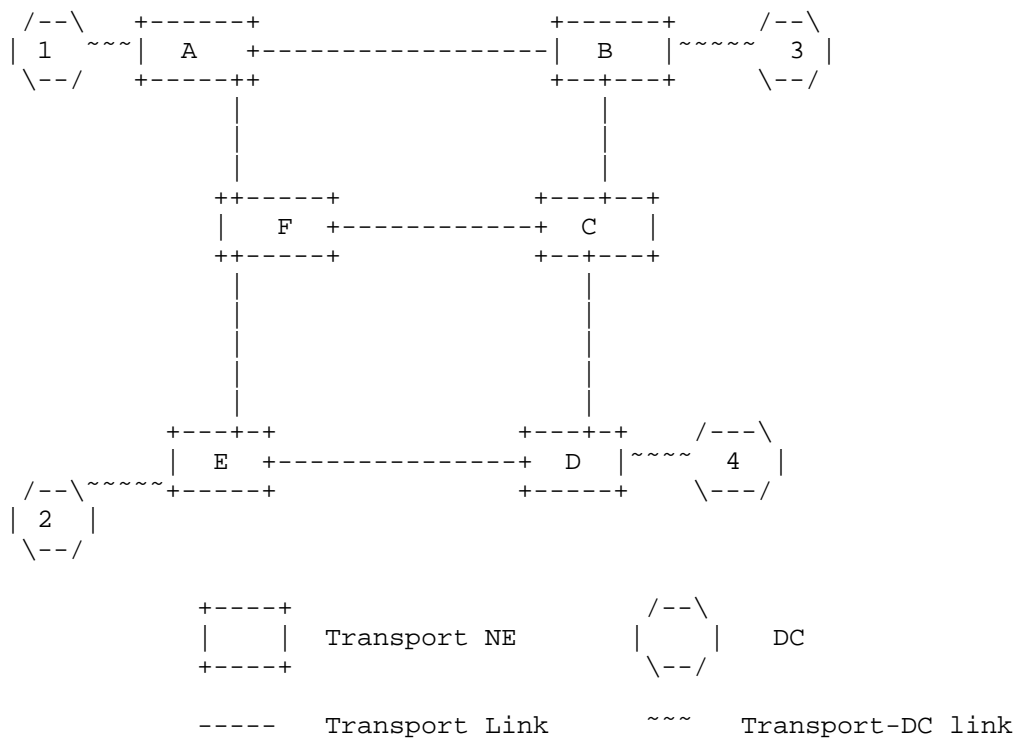 1 A B 3
F C
E D 4
2
Transport NE DC
----- Transport Link ~~~ Transport-DC link